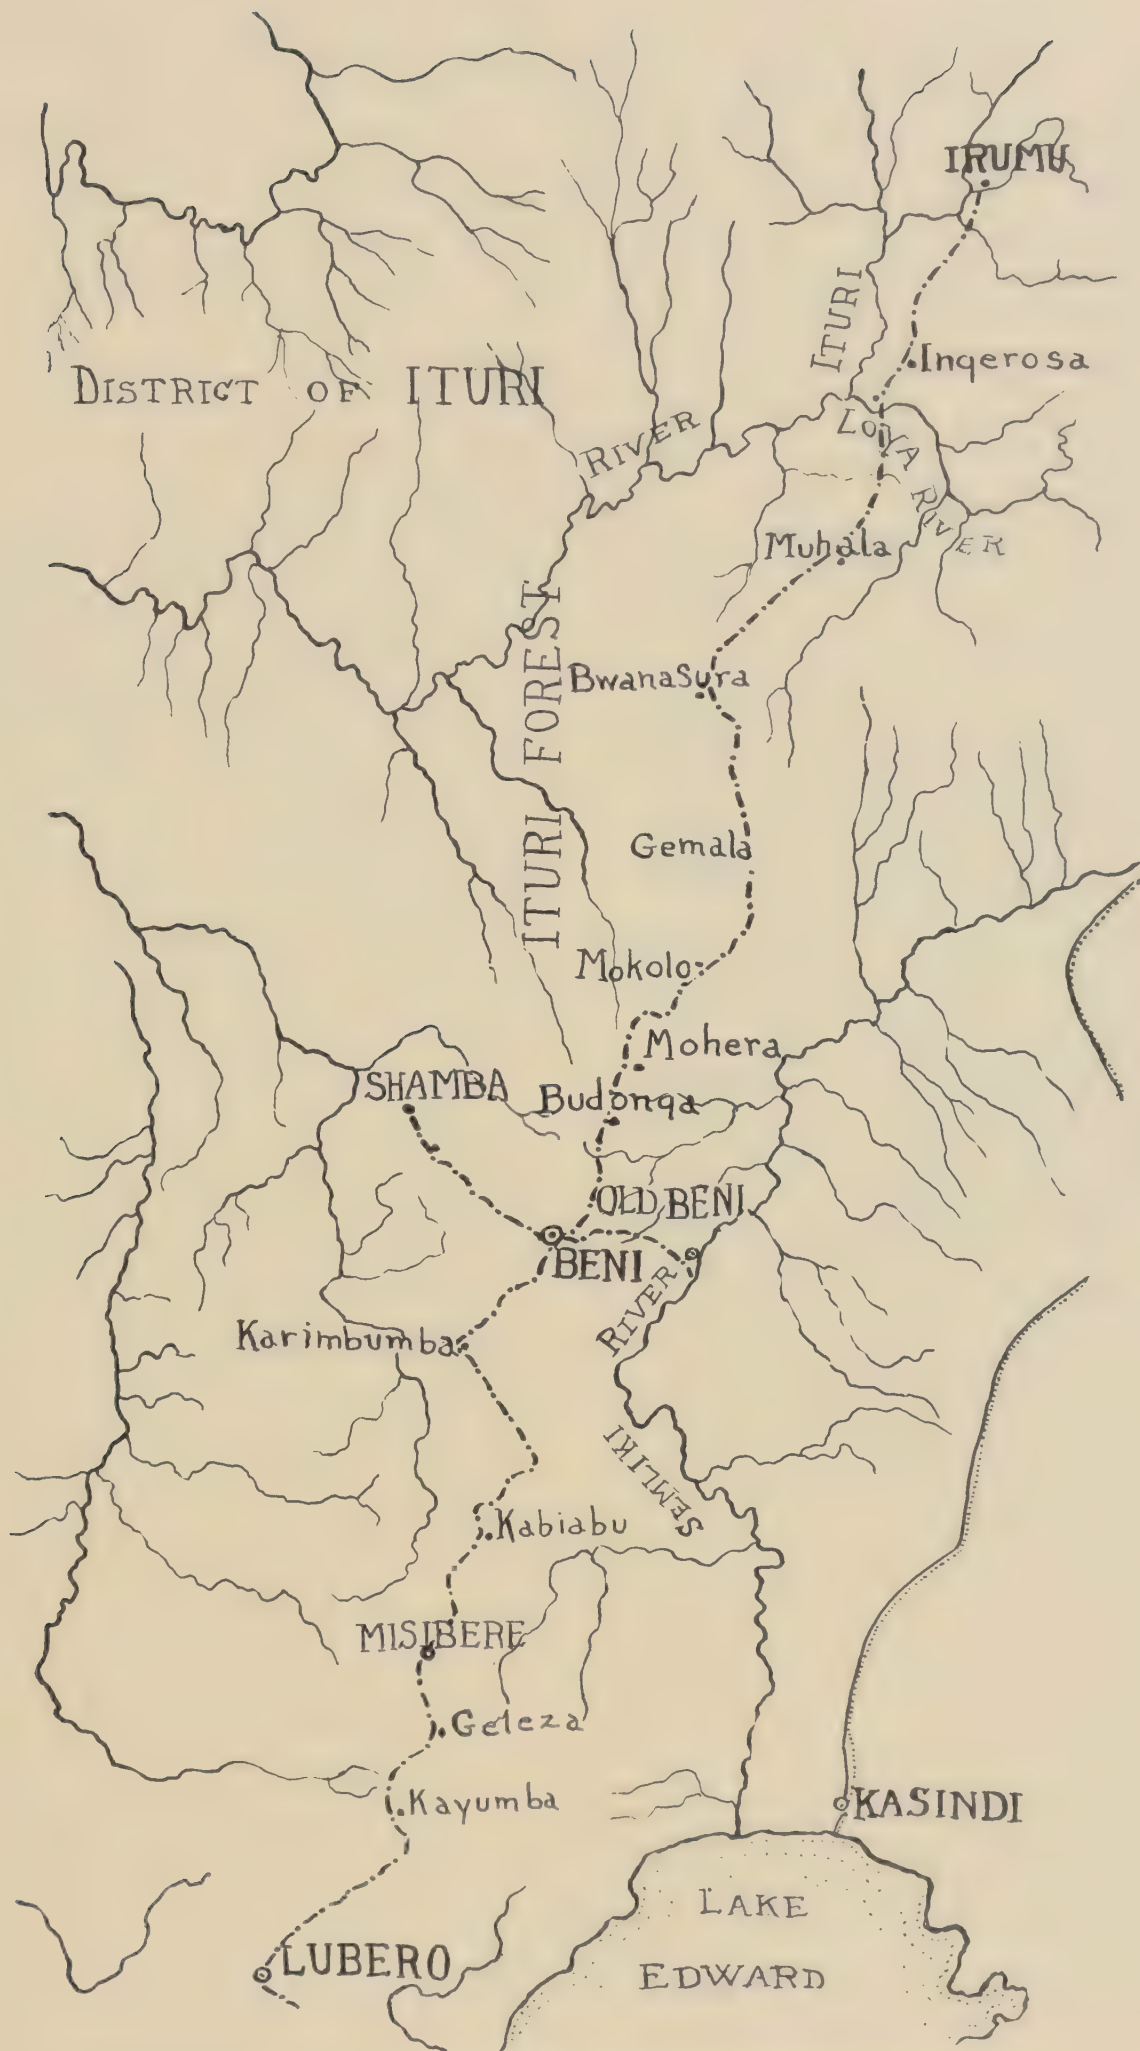 IRUMU
ITURI
Inqerosa
DISTRICT OF ITURI
RIVER
LOYA RIVER
Muhala
ITURI FOREST
BwanaSura
Gemala
Mokolo
Mohera
SHAMBA
Budonqa
OLD BENI
BENI
RIVER
Karimbumba
SEMLIKI
Kabiabu
MISIBERE
Geleza
Kayumba
KASINDI
LAKE
EDWARD
LUBERO